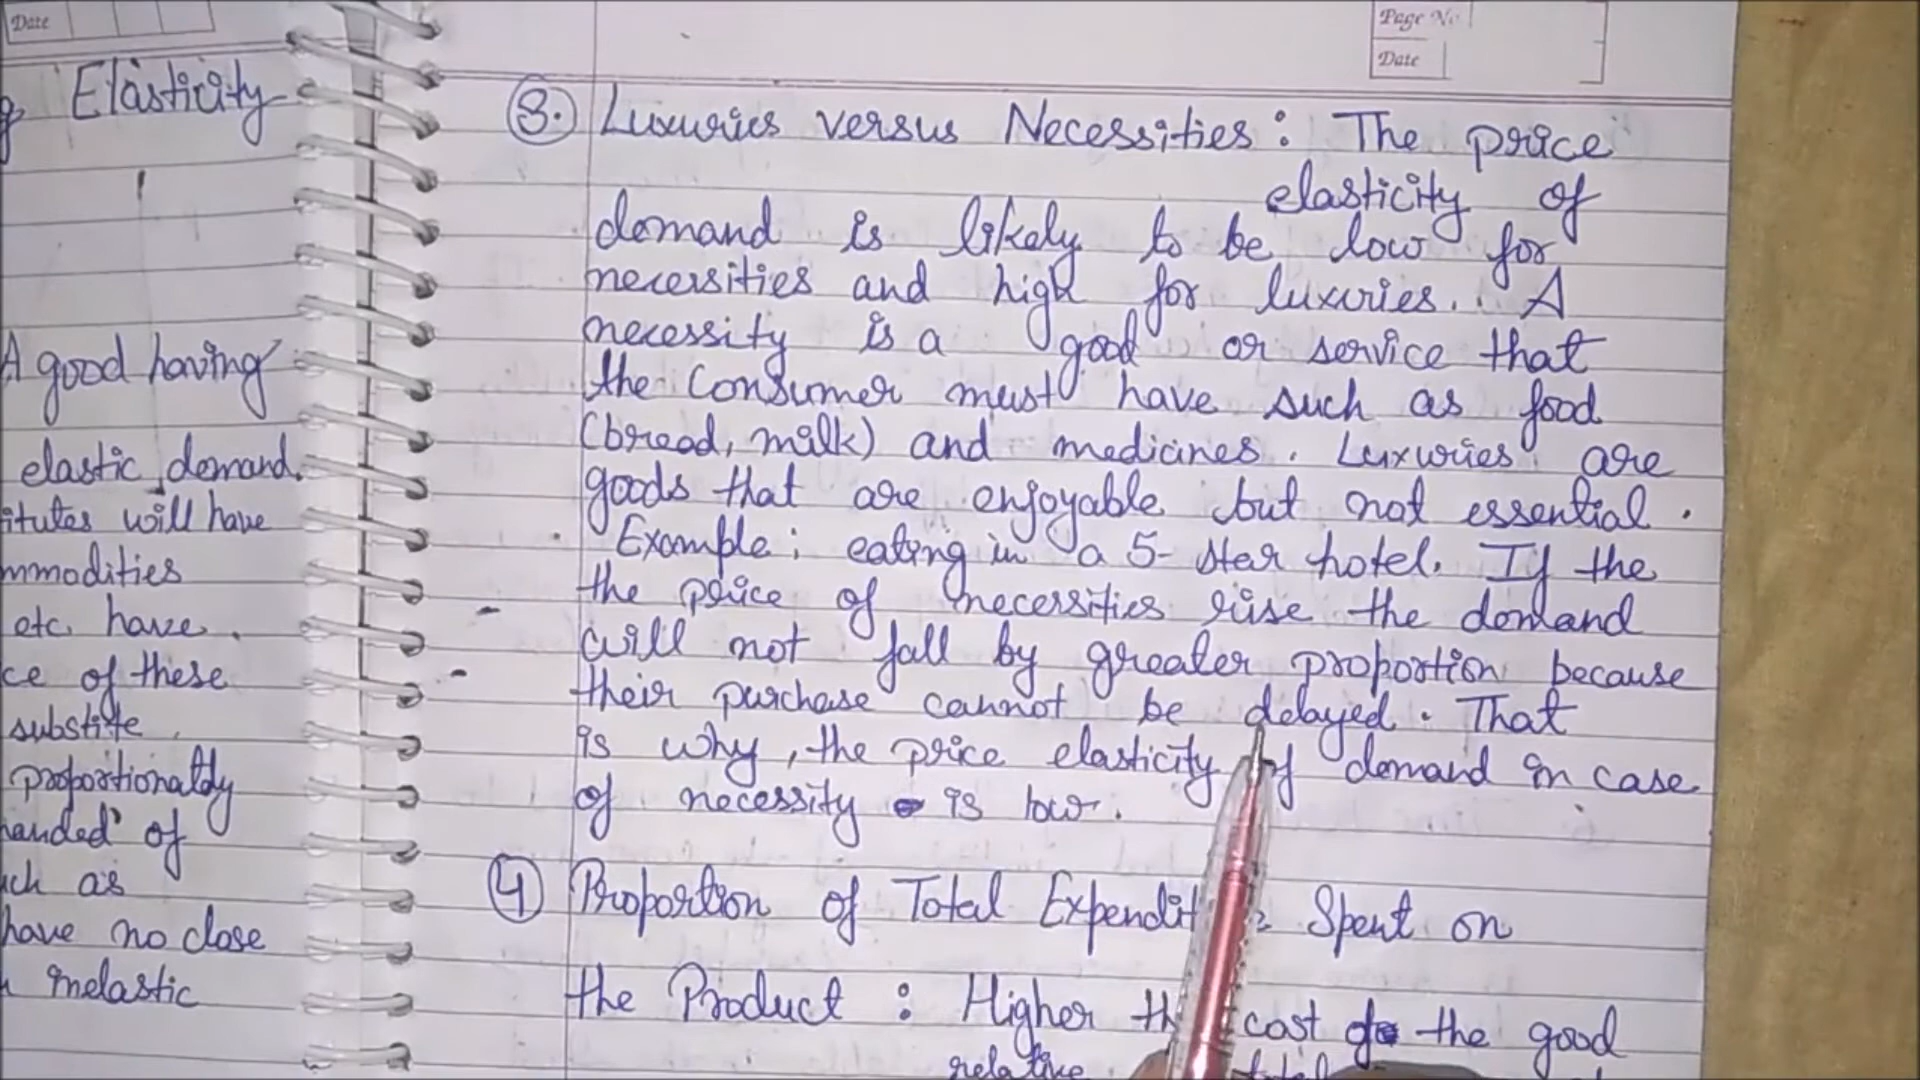 Date
Elasticity
A good having
elastic demand.
itutes will have
mmodities
etc. have.
ce of these
substite,
proportionaldy
anded of
ch as
have no close
inelastic
Page No.
Date
3. Luxuries versus Necessities: The price
elasticity of
demand is likely to be low for
necessities and high for luxuries. A
necessity is a good or service that
the consumer must have such as food
(bread, milk) and medicines. Luxuries are
goods that are enjoyable but not essential.
Example: eating in a 5-star hotel. If the
the price of necessities rise the demand
will not fall by greater proportion because
their purchase cannot be delayed. That
is why, the price elasticity of demand in case
of necessity is low.
4 Proportion of Total Expendit Spent on
the Product: Higher th cost of the good
relative total